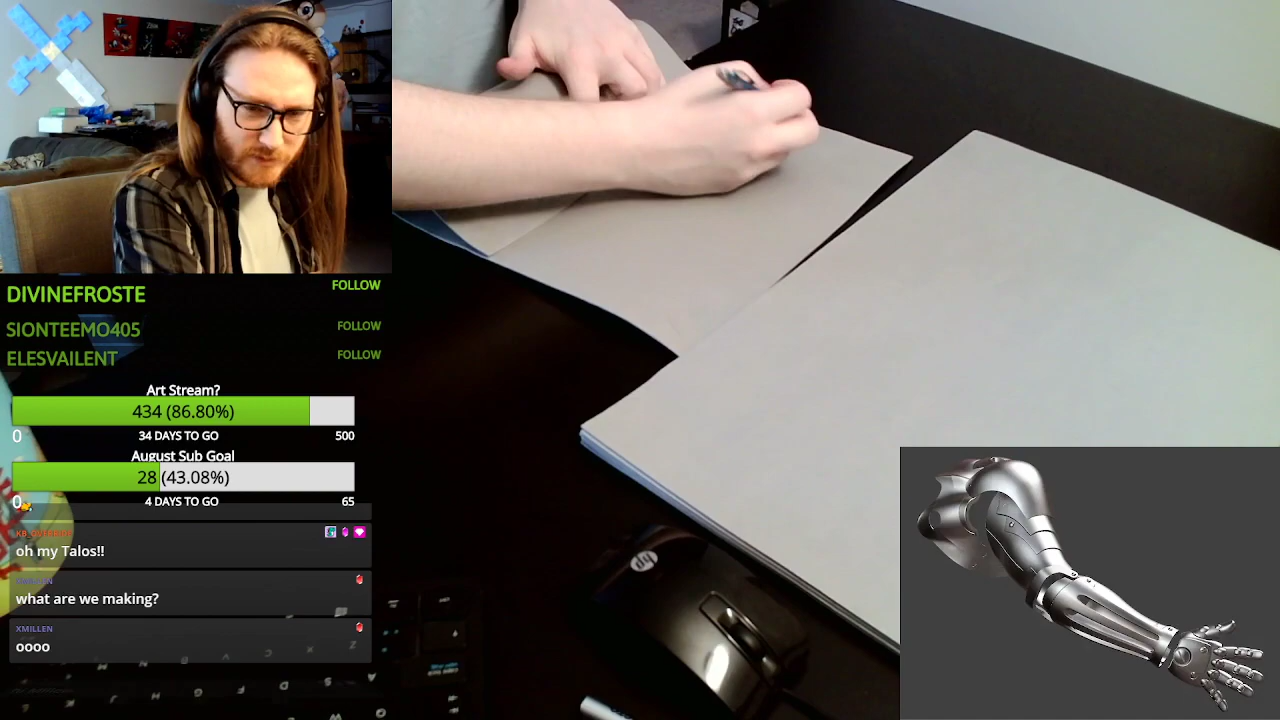 DIVINEFROSTE FOLLOW
SIONTEEMO405 FOLLOW
ELESVAILENT FOLLOW
Art Stream?
434 (86.80%)
0 34 DAYS TO GO 500
August Sub Goal
28 (43.08%)
0 4 DAYS TO GO 65
oh my Talos!!
what are we making?
XMILLEN
oooo
hp